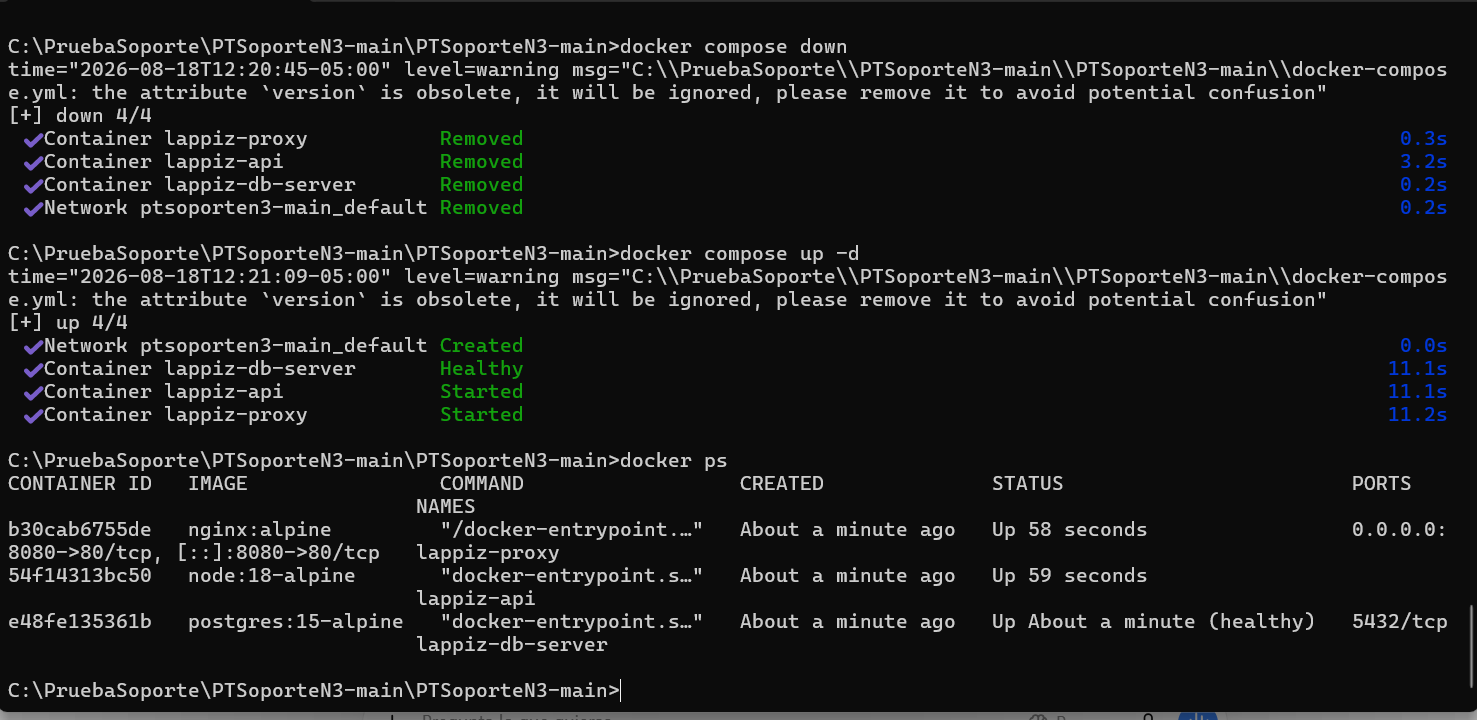 C:\PruebaSoporte\PTSoporteN3-main\PTSoporteN3-main>docker compose down
time="2026-08-18T12:20:45-05:00" level=warning msg="C:\\PruebaSoporte\\PTSoporteN3-main\\PTSoporteN3-main\\docker-compos
e.yml: the attribute `version` is obsolete, it will be ignored, please remove it to avoid potential confusion"
[+] down 4/4
✔Container lappiz-proxy Removed 0.3s
✔Container lappiz-api Removed 3.2s
✔Container lappiz-db-server Removed 0.2s
✔Network ptsoporten3-main_default Removed 0.2s
C:\PruebaSoporte\PTSoporteN3-main\PTSoporteN3-main>docker compose up -d
time="2026-08-18T12:21:09-05:00" level=warning msg="C:\\PruebaSoporte\\PTSoporteN3-main\\PTSoporteN3-main\\docker-compos
e.yml: the attribute `version` is obsolete, it will be ignored, please remove it to avoid potential confusion"
[+] up 4/4
✔Network ptsoporten3-main_default Created 0.0s
✔Container lappiz-db-server Healthy 11.1s
✔Container lappiz-api Started 11.1s
✔Container lappiz-proxy Started 11.2s
C:\PruebaSoporte\PTSoporteN3-main\PTSoporteN3-main>docker ps
CONTAINER ID IMAGE COMMAND CREATED STATUS PORTS
NAMES
b30cab6755de nginx:alpine "/docker-entrypoint.…" About a minute ago Up 58 seconds 0.0.0.0:
8080->80/tcp, [::]:8080->80/tcp lappiz-proxy
54f14313bc50 node:18-alpine "docker-entrypoint.s…" About a minute ago Up 59 seconds
lappiz-api
e48fe135361b postgres:15-alpine "docker-entrypoint.s…" About a minute ago Up About a minute (healthy) 5432/tcp
lappiz-db-server
C:\PruebaSoporte\PTSoporteN3-main\PTSoporteN3-main>